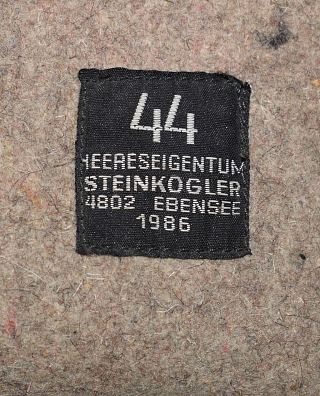 44
HEERESEIGENTUM
STEINKOGLER
4802 EBENSEE
1986